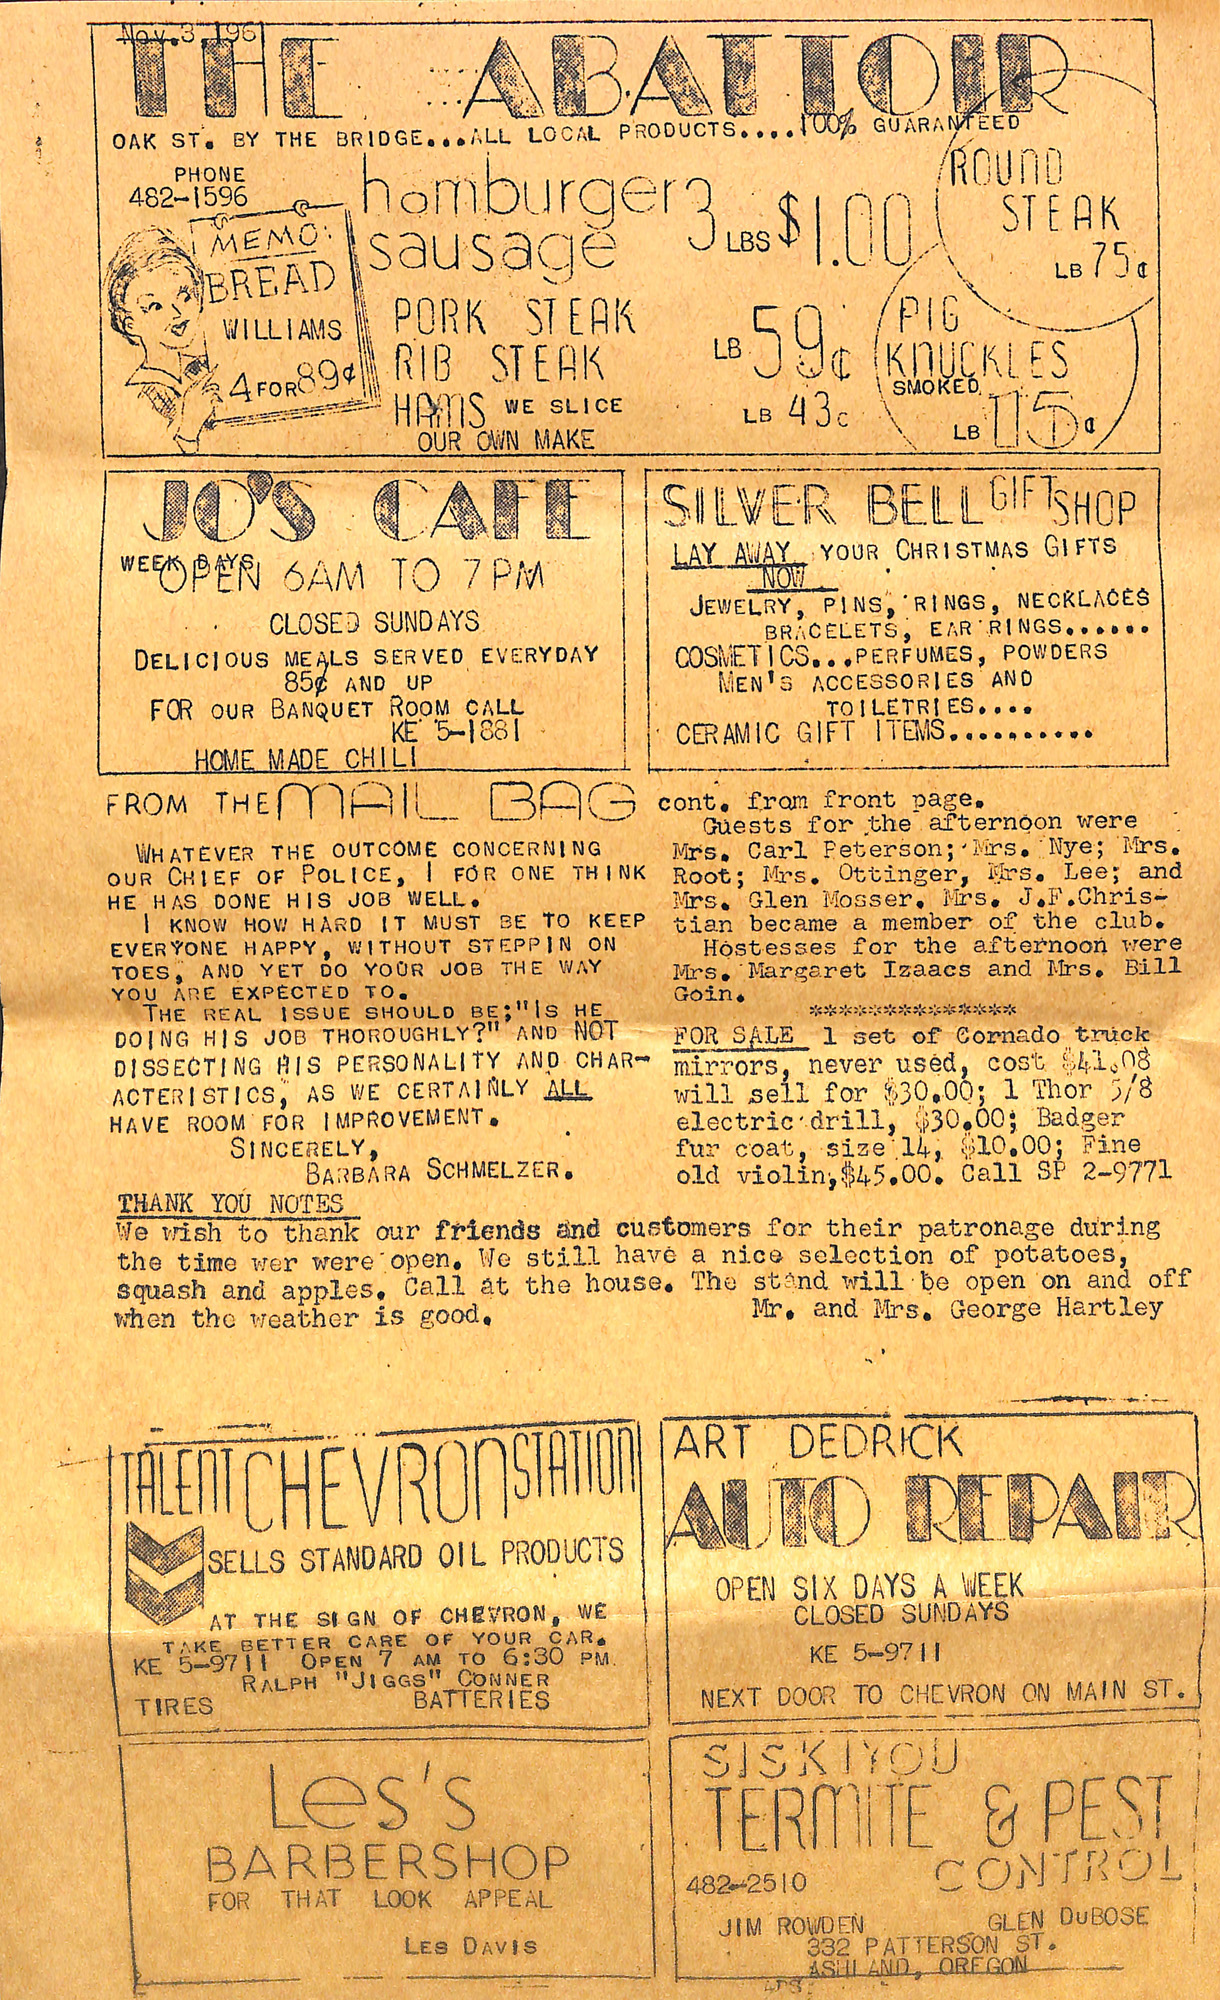 Nov.3,196
THE ABATTOIR
OAK ST. BY THE BRIDGE...ALL LOCAL PRODUCTS....100% GUARANTEED
PHONE
482-1596
MEMO:
BREAD
WILLIAMS
4 FOR 89¢
hamburger
sausage
3 LBS $1.00
PORK STEAK
RIB STEAK
LB 59¢
HAMS WE SLICE
LB 43c
OUR OWN MAKE
ROUND
STEAK
LB 75¢
PIG
KNUCKLES
SMOKED
LB 15¢
JO'S CAFE
WEEK DAYS
OPEN 6AM TO 7PM
CLOSED SUNDAYS
DELICIOUS MEALS SERVED EVERYDAY
85¢ AND UP
FOR OUR BANQUET ROOM CALL
KE 5-1881
HOME MADE CHILI
SILVER BELL GIFT SHOP
LAY AWAY YOUR CHRISTMAS GIFTS
NOW
JEWELRY, PINS, RINGS, NECKLACES
BRACELETS, EAR RINGS......
COSMETICS...PERFUMES, POWDERS
MEN'S ACCESSORIES AND
TOILETRIES....
CERAMIC GIFT ITEMS..........
FROM THE MAIL BAG
WHATEVER THE OUTCOME CONCERNING
OUR CHIEF OF POLICE, I FOR ONE THINK
HE HAS DONE HIS JOB WELL.
I KNOW HOW HARD IT MUST BE TO KEEP
EVERYONE HAPPY, WITHOUT STEPPIN ON
TOES, AND YET DO YOUR JOB THE WAY
YOU ARE EXPECTED TO.
THE REAL ISSUE SHOULD BE;"IS HE
DOING HIS JOB THOROUGHLY?" AND NOT
DISSECTING HIS PERSONALITY AND CHAR-
ACTERISTICS, AS WE CERTAINLY ALL
HAVE ROOM FOR IMPROVEMENT.
SINCERELY,
BARBARA SCHMELZER.
cont. from front page.
Guests for the afternoon were
Mrs. Carl Peterson; Mrs. Nye; Mrs.
Root; Mrs. Ottinger, Mrs. Lee; and
Mrs. Glen Mosser. Mrs. J.F.Chris-
tian became a member of the club.
Hostesses for the afternoon were
Mrs. Margaret Izaacs and Mrs. Bill
Goin.
**************
FOR SALE 1 set of Cornado truck
mirrors, never used, cost $41.08
will sell for $30.00; 1 Thor 5/8
electric drill, $30.00; Badger
fur coat, size 14, $10.00; Fine
old violin,$45.00. Call SP 2-9771
THANK YOU NOTES
We wish to thank our friends and customers for their patronage during
the time wer were open. We still have a nice selection of potatoes,
squash and apples. Call at the house. The stand will be open on and off
when the weather is good. Mr. and Mrs. George Hartley
TALENT CHEVRON STATION
SELLS STANDARD OIL PRODUCTS
AT THE SIGN OF CHEVRON, WE
TAKE BETTER CARE OF YOUR CAR.
KE 5-9711 OPEN 7 AM TO 6:30 PM.
RALPH "JIGGS" CONNER
TIRES BATTERIES
ART DEDRICK
AUTO REPAIR
OPEN SIX DAYS A WEEK
CLOSED SUNDAYS
KE 5-9711
NEXT DOOR TO CHEVRON ON MAIN ST.
LES'S
BARBERSHOP
FOR THAT LOOK APPEAL
LES DAVIS
SISKIYOU
TERMITE & PEST
CONTROL
482-2510
JIM ROWDEN GLEN DUBOSE
332 PATTERSON ST.
ASHLAND, OREGON